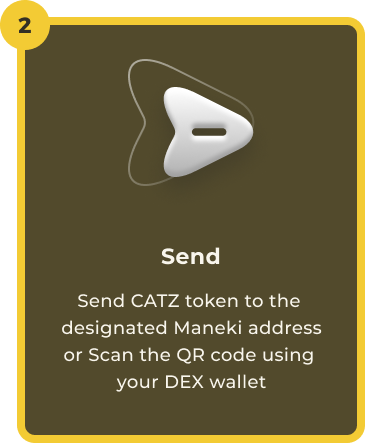 2
Send
Send CATZ token to the
designated Maneki address
or Scan the QR code using
your DEX wallet